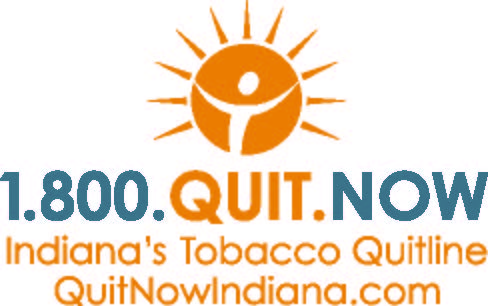 1.800.QUIT.NOW
Indiana's Tobacco Quitline
QuitNowIndiana.com